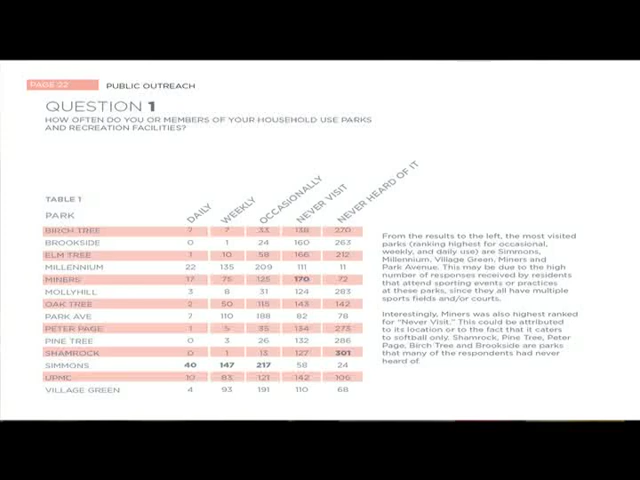 PAGE 22
PUBLIC OUTREACH
QUESTION 1
HOW OFTEN DO YOU OR MEMBERS OF YOUR HOUSEHOLD USE PARKS
AND RECREATION FACILITIES?
TABLE 1
PARK DAILY WEEKLY OCCASIONALLY NEVER VISIT NEVER HEARD OF IT
BIRCH TREE 7 7 33 138 270
BROOKSIDE 0 1 24 160 263
ELM TREE 1 10 58 166 212
MILLENNIUM 22 135 209 111 11
MINERS 17 75 125 170 72
MOLLYHILL 3 8 31 124 283
OAK TREE 2 50 115 143 142
PARK AVE 7 110 188 82 78
PETER PAGE 1 5 35 134 273
PINE TREE 0 3 26 132 286
SHAMROCK 0 1 13 127 301
SIMMONS 40 147 217 58 24
UPMC 10 83 121 142 106
VILLAGE GREEN 4 93 191 110 68
From the results to the left, the most visited
parks (ranking highest for occasional,
weekly, and daily use) are Simmons,
Millennium, Village Green, Miners and
Park Avenue. This may be due to the high
number of responses received by residents
that attend sporting events or practices
at these parks, since they all have multiple
sports fields and/or courts.
Interestingly, Miners was also highest ranked
for "Never Visit." This could be attributed
to its location or to the fact that it caters
to softball only. Shamrock, Pine Tree, Peter
Page, Birch Tree and Brookside are parks
that many of the respondents had never
heard of.